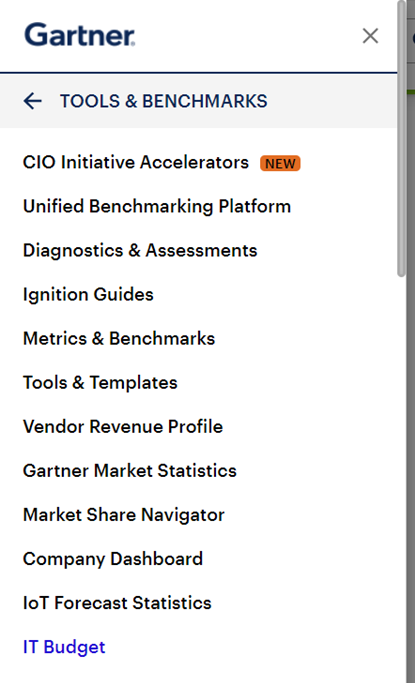 Gartner
TOOLS & BENCHMARKS
CIO Initiative Accelerators NEW
Unified Benchmarking Platform
Diagnostics & Assessments
Ignition Guides
Metrics & Benchmarks
Tools & Templates
Vendor Revenue Profile
Gartner Market Statistics
Market Share Navigator
Company Dashboard
IoT Forecast Statistics
IT Budget